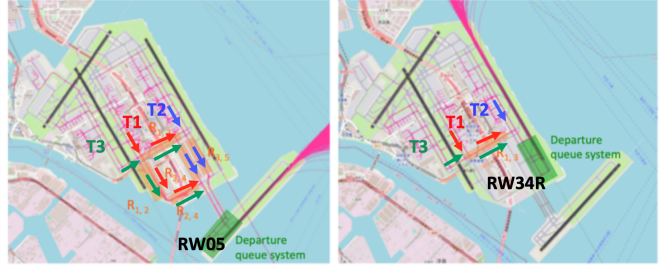 T1
T2
T3
R1, 2
R2, 4
RW05
Departure
queue system
T1
T2
T3
R1, 3
Departure
queue system
RW34R